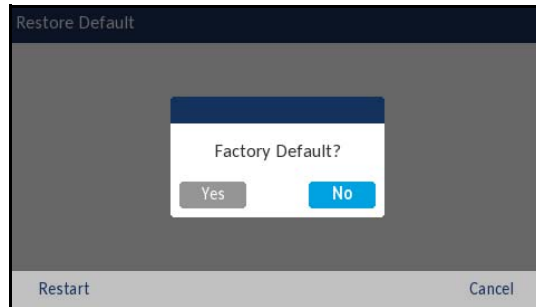 Restore Default
Factory Default?
Yes No
Restart Cancel